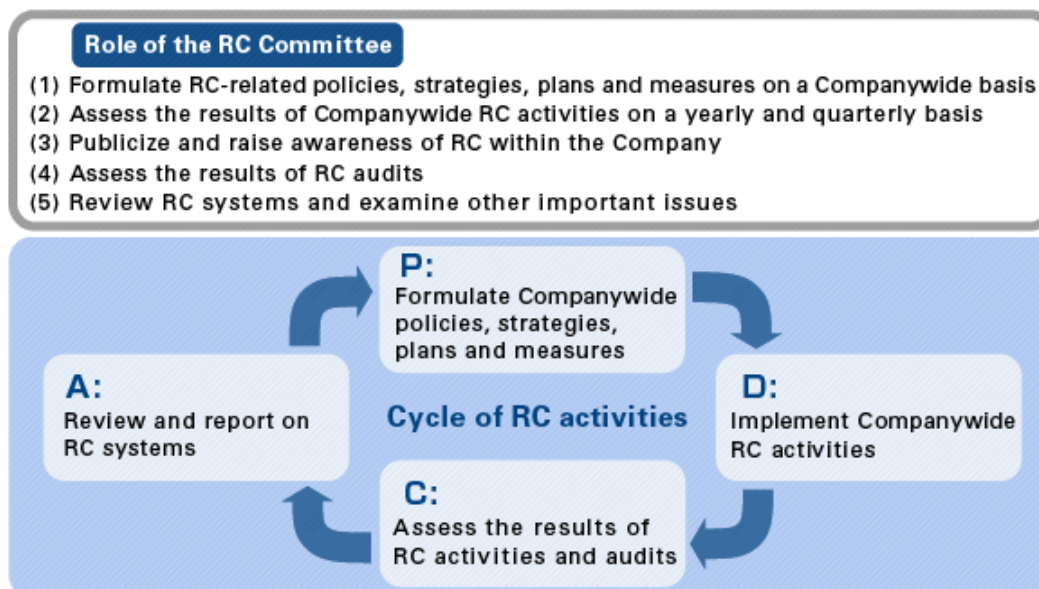 Role of the RC Committee
(1) Formulate RC-related policies, strategies, plans and measures on a Companywide basis
(2) Assess the results of Companywide RC activities on a yearly and quarterly basis
(3) Publicize and raise awareness of RC within the Company
(4) Assess the results of RC audits
(5) Review RC systems and examine other important issues
P:
Formulate Companywide
policies, strategies,
plans and measures
A:
Review and report on
RC systems
Cycle of RC activities
D:
Implement Companywide
RC activities
C:
Assess the results of
RC activities and audits